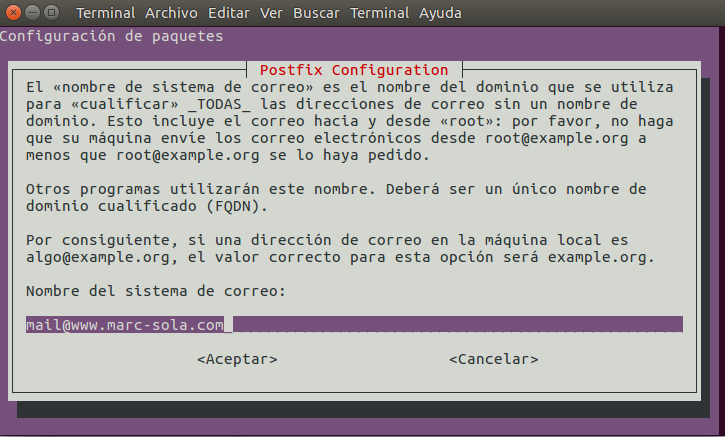 Terminal Archivo Editar Ver Buscar Terminal Ayuda
Configuración de paquetes
Postfix Configuration
El «nombre de sistema de correo» es el nombre del dominio que se utiliza
para «cualificar» _TODAS_ las direcciones de correo sin un nombre de
dominio. Esto incluye el correo hacia y desde «root»: por favor, no haga
que su máquina envíe los correo electrónicos desde root@example.org a
menos que root@example.org se lo haya pedido.
Otros programas utilizarán este nombre. Deberá ser un único nombre de
dominio cualificado (FQDN).
Por consiguiente, si una dirección de correo en la máquina local es
algo@example.org, el valor correcto para esta opción será example.org.
Nombre del sistema de correo:
mail@www.marc-sola.com
<Aceptar> <Cancelar>